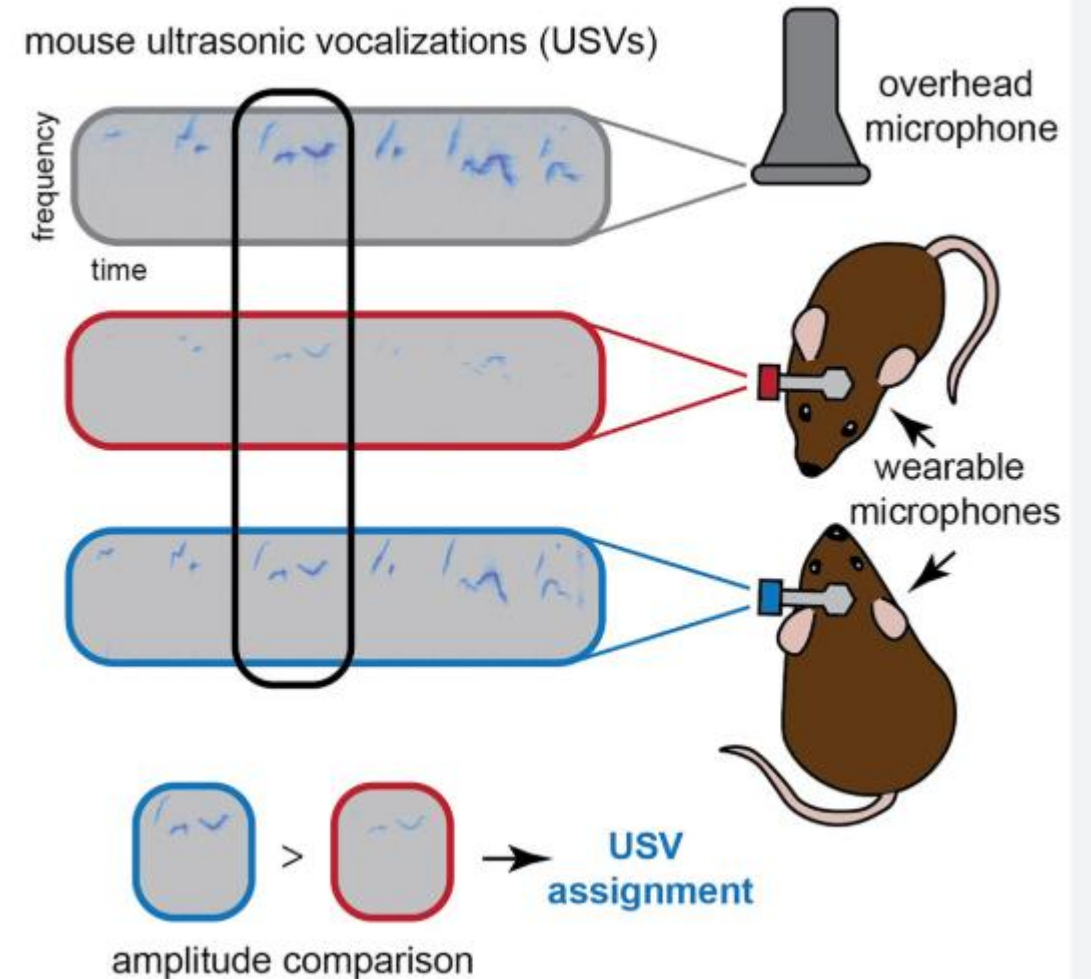 mouse ultrasonic vocalizations (USVs)
overhead
microphone
frequency
time
wearable
microphones
>
USV
assignment
amplitude comparison